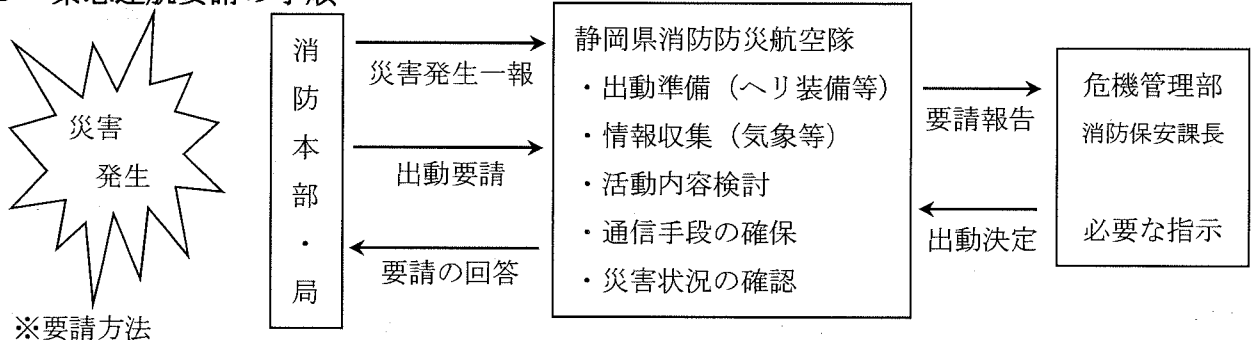 緊急運航要請の手順
災害
発生
消防本部・局
災害発生一報
出動要請
要請の回答
静岡県消防防災航空隊
・出動準備（ヘリ装備等）
・情報収集（気象等）
・活動内容検討
・通信手段の確保
・災害状況の確認
要請報告
出動決定
危機管理部
消防保安課長
必要な指示
※要請方法